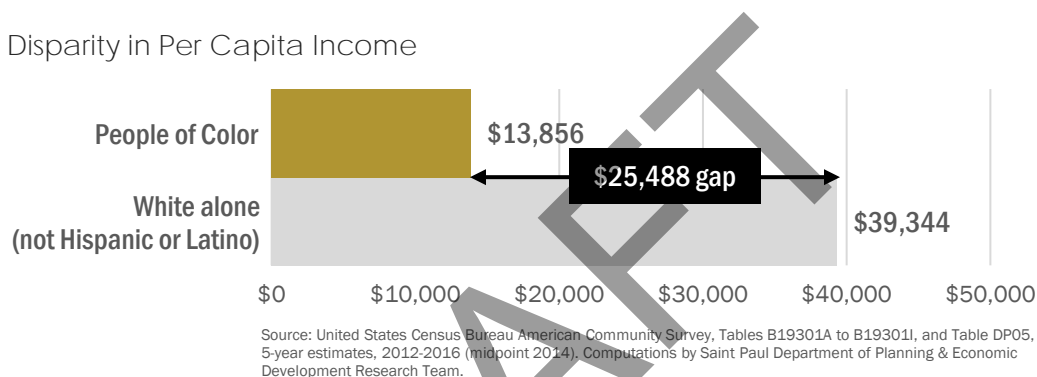 Disparity in Per Capita Income
People of Color
$13,856
$25,488 gap
White alone
(not Hispanic or Latino)
$39,344
$0 $10,000 $20,000 $30,000 $40,000 $50,000
Source: United States Census Bureau American Community Survey, Tables B19301A to B19301I, and Table DP05,
5-year estimates, 2012-2016 (midpoint 2014). Computations by Saint Paul Department of Planning & Economic
Development Research Team.
AFT